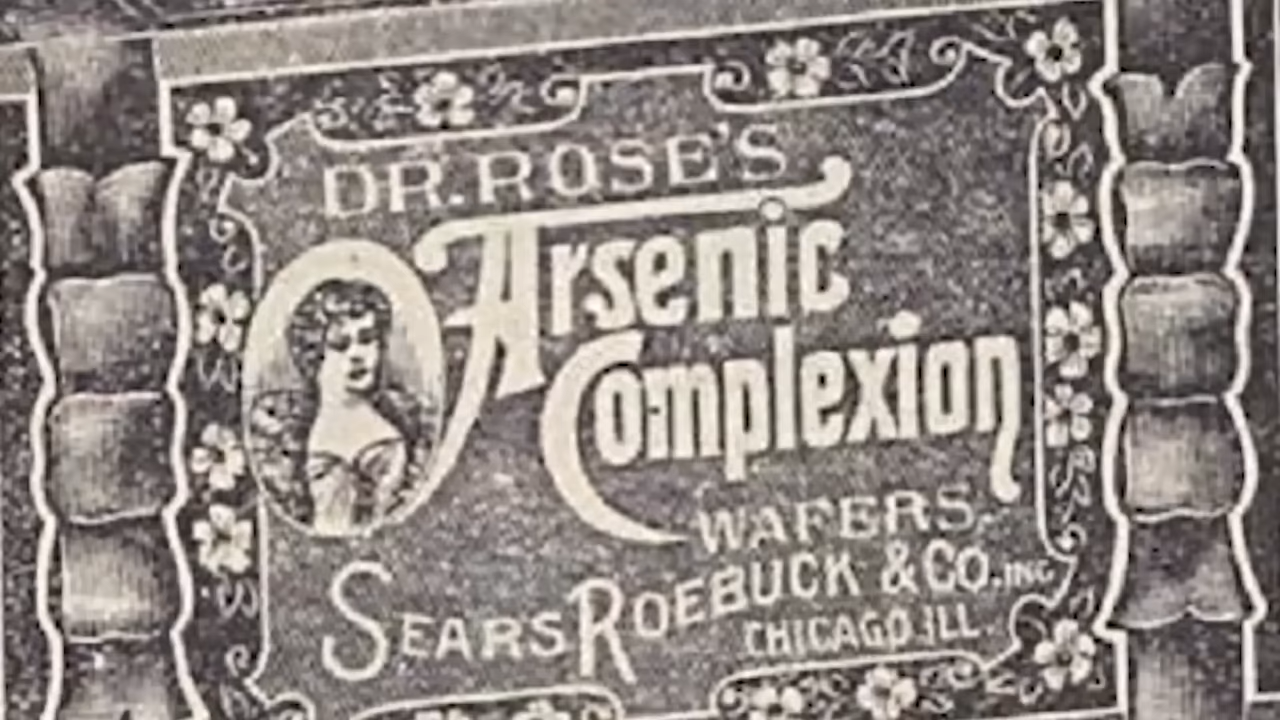 DR. ROSE'S
Arsenic
Complexion
WAFERS.
SEARS ROEBUCK & CO. INC
CHICAGO. ILL.